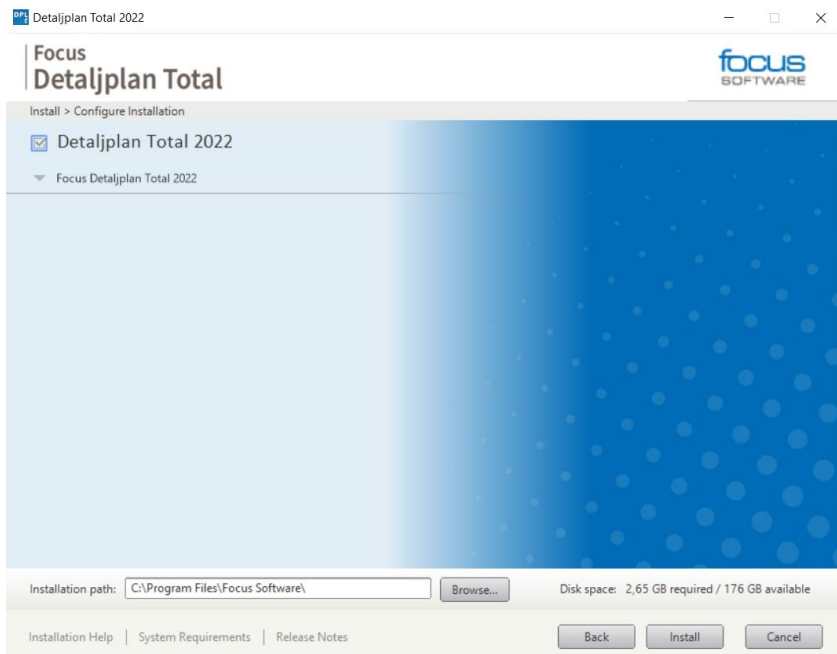 DPL
Detaljplan Total 2022
Focus
Detaljplan Total
focus
SOFTWARE
Install > Configure Installation
Detaljplan Total 2022
Focus Detaljplan Total 2022
Installation path: C:\Program Files\Focus Software\ Browse... Disk space: 2,65 GB required / 176 GB available
Installation Help | System Requirements | Release Notes Back Install Cancel